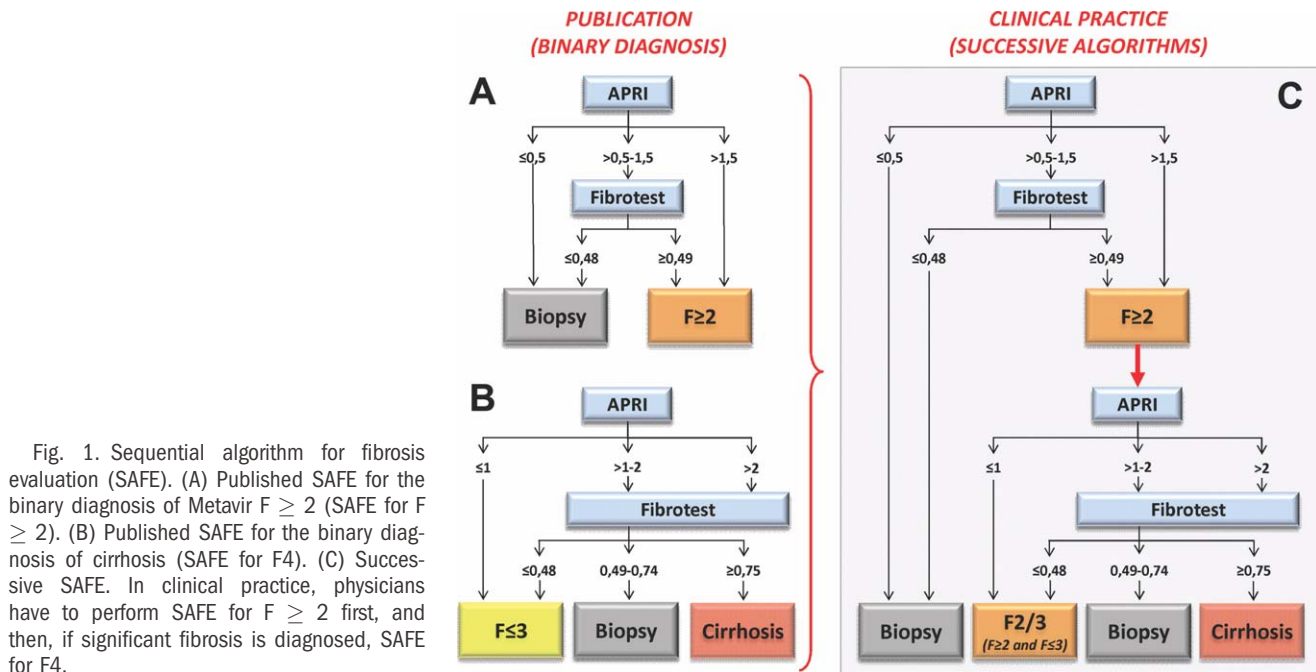 PUBLICATION
(BINARY DIAGNOSIS)
A
APRI
≤0,5
>0,5-1,5
>1,5
Fibrotest
≤0,48
≥0,49
Biopsy
F≥2
B
APRI
≤1
>1-2
>2
Fibrotest
≤0,48
0,49-0,74
≥0,75
F≤3
Biopsy
Cirrhosis
CLINICAL PRACTICE
(SUCCESSIVE ALGORITHMS)
C
APRI
≤0,5
>0,5-1,5
>1,5
Fibrotest
≤0,48
≥0,49
F≥2
APRI
≤1
>1-2
>2
Fibrotest
≤0,48
0,49-0,74
≥0,75
Biopsy
F2/3
(F≥2 and F≤3)
Biopsy
Cirrhosis
Fig. 1. Sequential algorithm for fibrosis
evaluation (SAFE). (A) Published SAFE for the
binary diagnosis of Metavir F ≥ 2 (SAFE for F
≥ 2). (B) Published SAFE for the binary diag-
nosis of cirrhosis (SAFE for F4). (C) Succes-
sive SAFE. In clinical practice, physicians
have to perform SAFE for F ≥ 2 first, and
then, if significant fibrosis is diagnosed, SAFE
for F4.